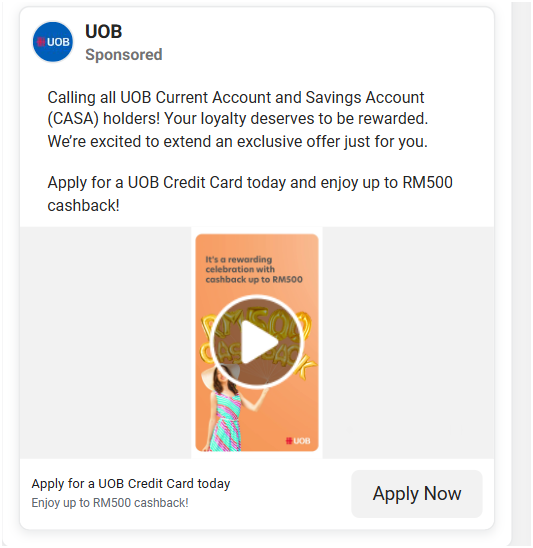 UOB
UOB
Sponsored
Calling all UOB Current Account and Savings Account
(CASA) holders! Your loyalty deserves to be rewarded.
We’re excited to extend an exclusive offer just for you.
Apply for a UOB Credit Card today and enjoy up to RM500
cashback!
It's a rewarding
celebration with
cashback up to RM500
RM500
CASHBACK
UOB
Apply for a UOB Credit Card today
Enjoy up to RM500 cashback!
Apply Now